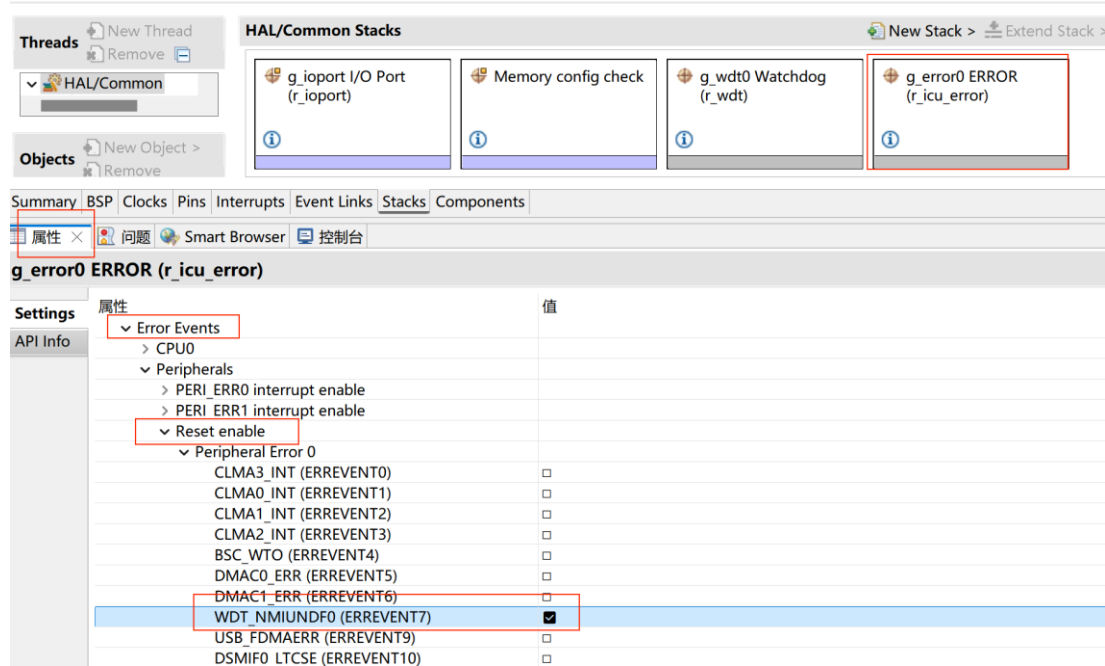 Threads
New Thread
Remove
HAL/Common
Objects
New Object >
Remove
HAL/Common Stacks
New Stack >
Extend Stack >
g_ioport I/O Port
(r_ioport)
Memory config check
g_wdt0 Watchdog
(r_wdt)
g_error0 ERROR
(r_icu_error)
Summary BSP Clocks Pins Interrupts Event Links Stacks Components
属性 问题 Smart Browser 控制台
g_error0 ERROR (r_icu_error)
Settings
API Info
属性 值
Error Events
CPU0
Peripherals
PERI_ERR0 interrupt enable
PERI_ERR1 interrupt enable
Reset enable
Peripheral Error 0
CLMA3_INT (ERREVENT0)
CLMA0_INT (ERREVENT1)
CLMA1_INT (ERREVENT2)
CLMA2_INT (ERREVENT3)
BSC_WTO (ERREVENT4)
DMAC0_ERR (ERREVENT5)
DMAC1_ERR (ERREVENT6)
WDT_NMIUNDF0 (ERREVENT7)
USB_FDMAERR (ERREVENT9)
DSMIF0_LTCSE (ERREVENT10)